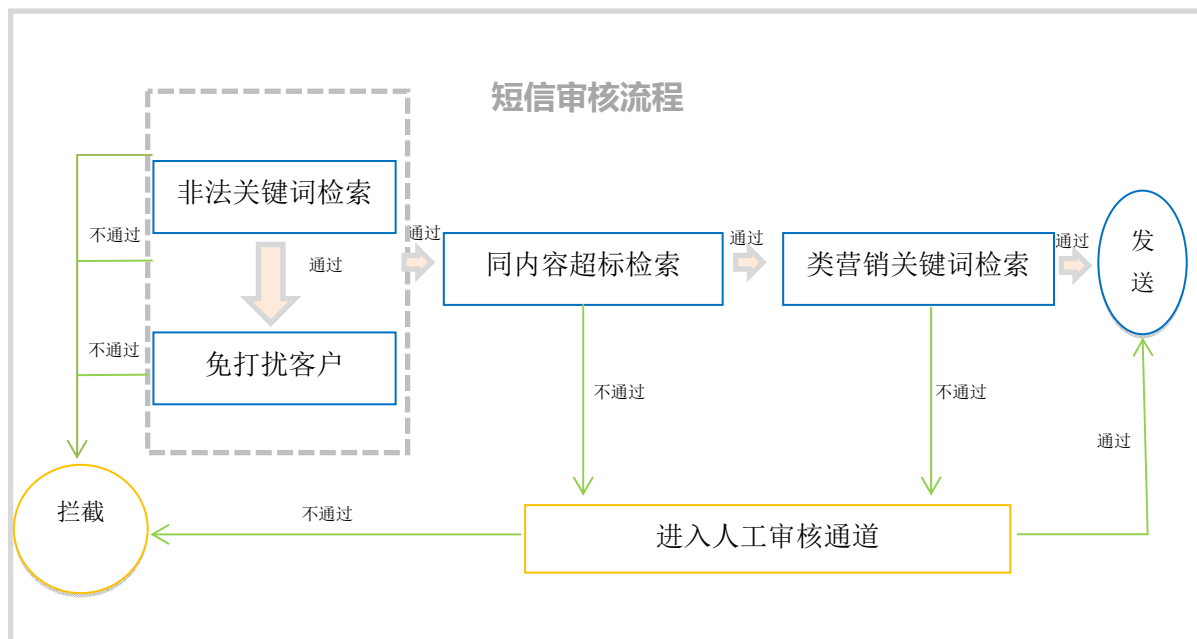 短信审核流程
非法关键词检索
不通过
通过
通过
同内容超标检索
通过
类营销关键词检索
通过
发
送
不通过
免打扰客户
不通过
不通过
通过
拦截
不通过
进入人工审核通道